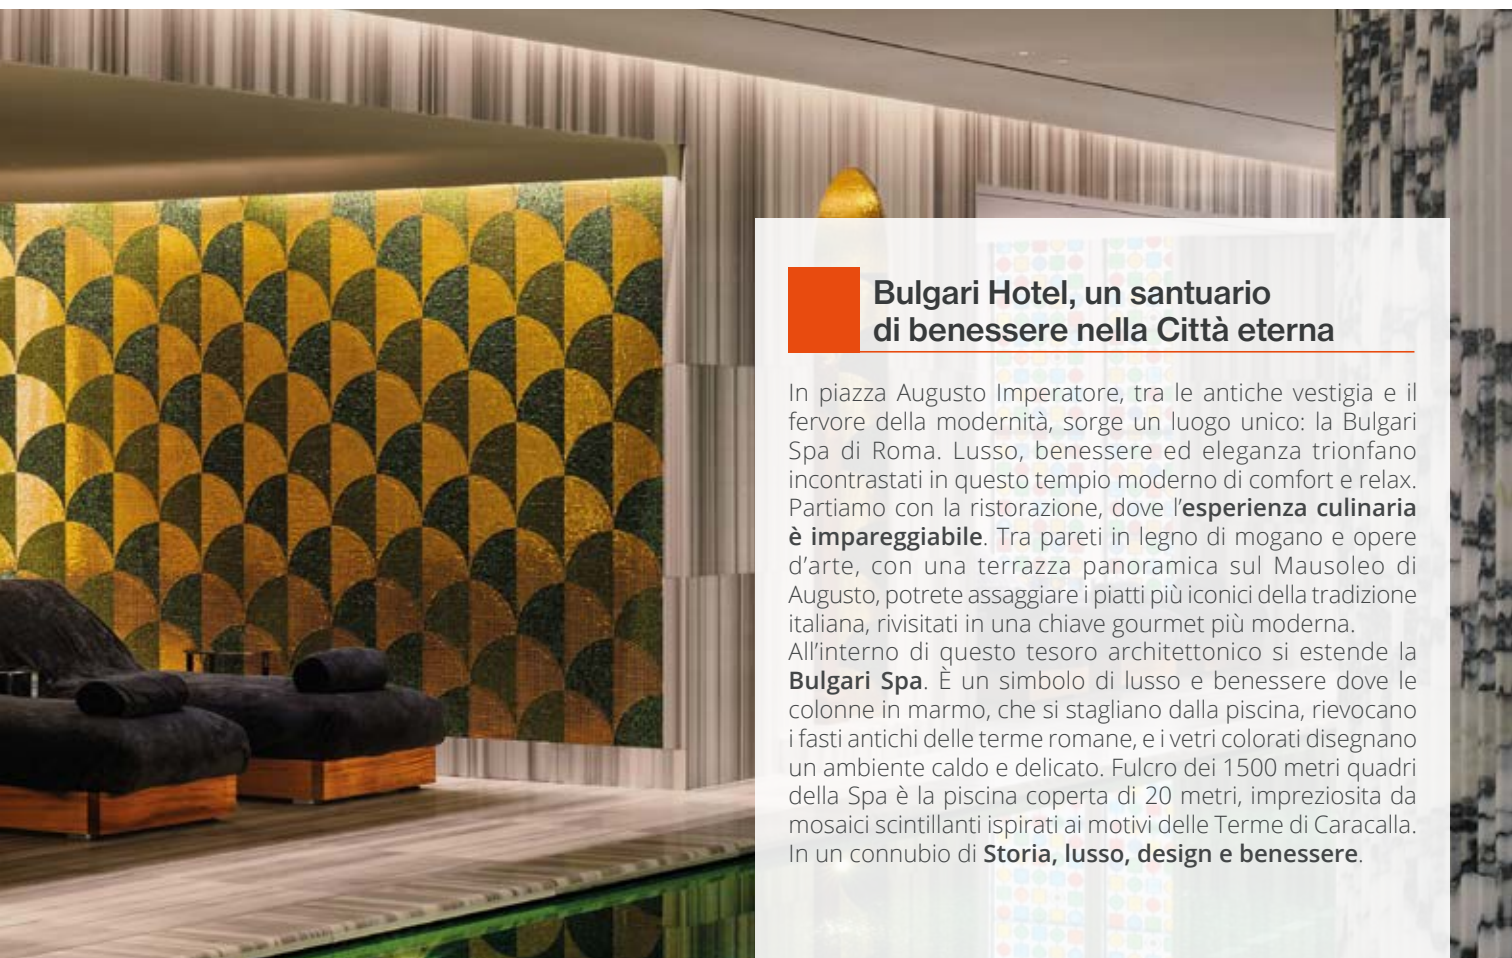 Bulgari Hotel, un santuario
di benessere nella Città eterna
In piazza Augusto Imperatore, tra le antiche vestigia e il
fervore della modernità, sorge un luogo unico: la Bulgari
Spa di Roma. Lusso, benessere ed eleganza trionfano
incontrastati in questo tempio moderno di comfort e relax.
Partiamo con la ristorazione, dove l’esperienza culinaria
è impareggiabile. Tra pareti in legno di mogano e opere
d’arte, con una terrazza panoramica sul Mausoleo di
Augusto, potrete assaggiare i piatti più iconici della tradizione
italiana, rivisitati in una chiave gourmet più moderna.
All’interno di questo tesoro architettonico si estende la
Bulgari Spa. È un simbolo di lusso e benessere dove le
colonne in marmo, che si stagliano dalla piscina, rievocano
i fasti antichi delle terme romane, e i vetri colorati disegnano
un ambiente caldo e delicato. Fulcro dei 1500 metri quadri
della Spa è la piscina coperta di 20 metri, impreziosita da
mosaici scintillanti ispirati ai motivi delle Terme di Caracalla.
In un connubio di Storia, lusso, design e benessere.